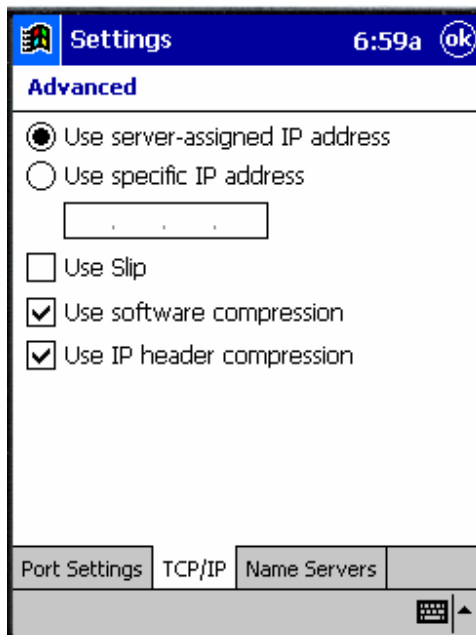 Settings 6:59a ok
Advanced
Use server-assigned IP address
Use specific IP address
. . .
Use Slip
Use software compression
Use IP header compression
Port Settings TCP/IP Name Servers